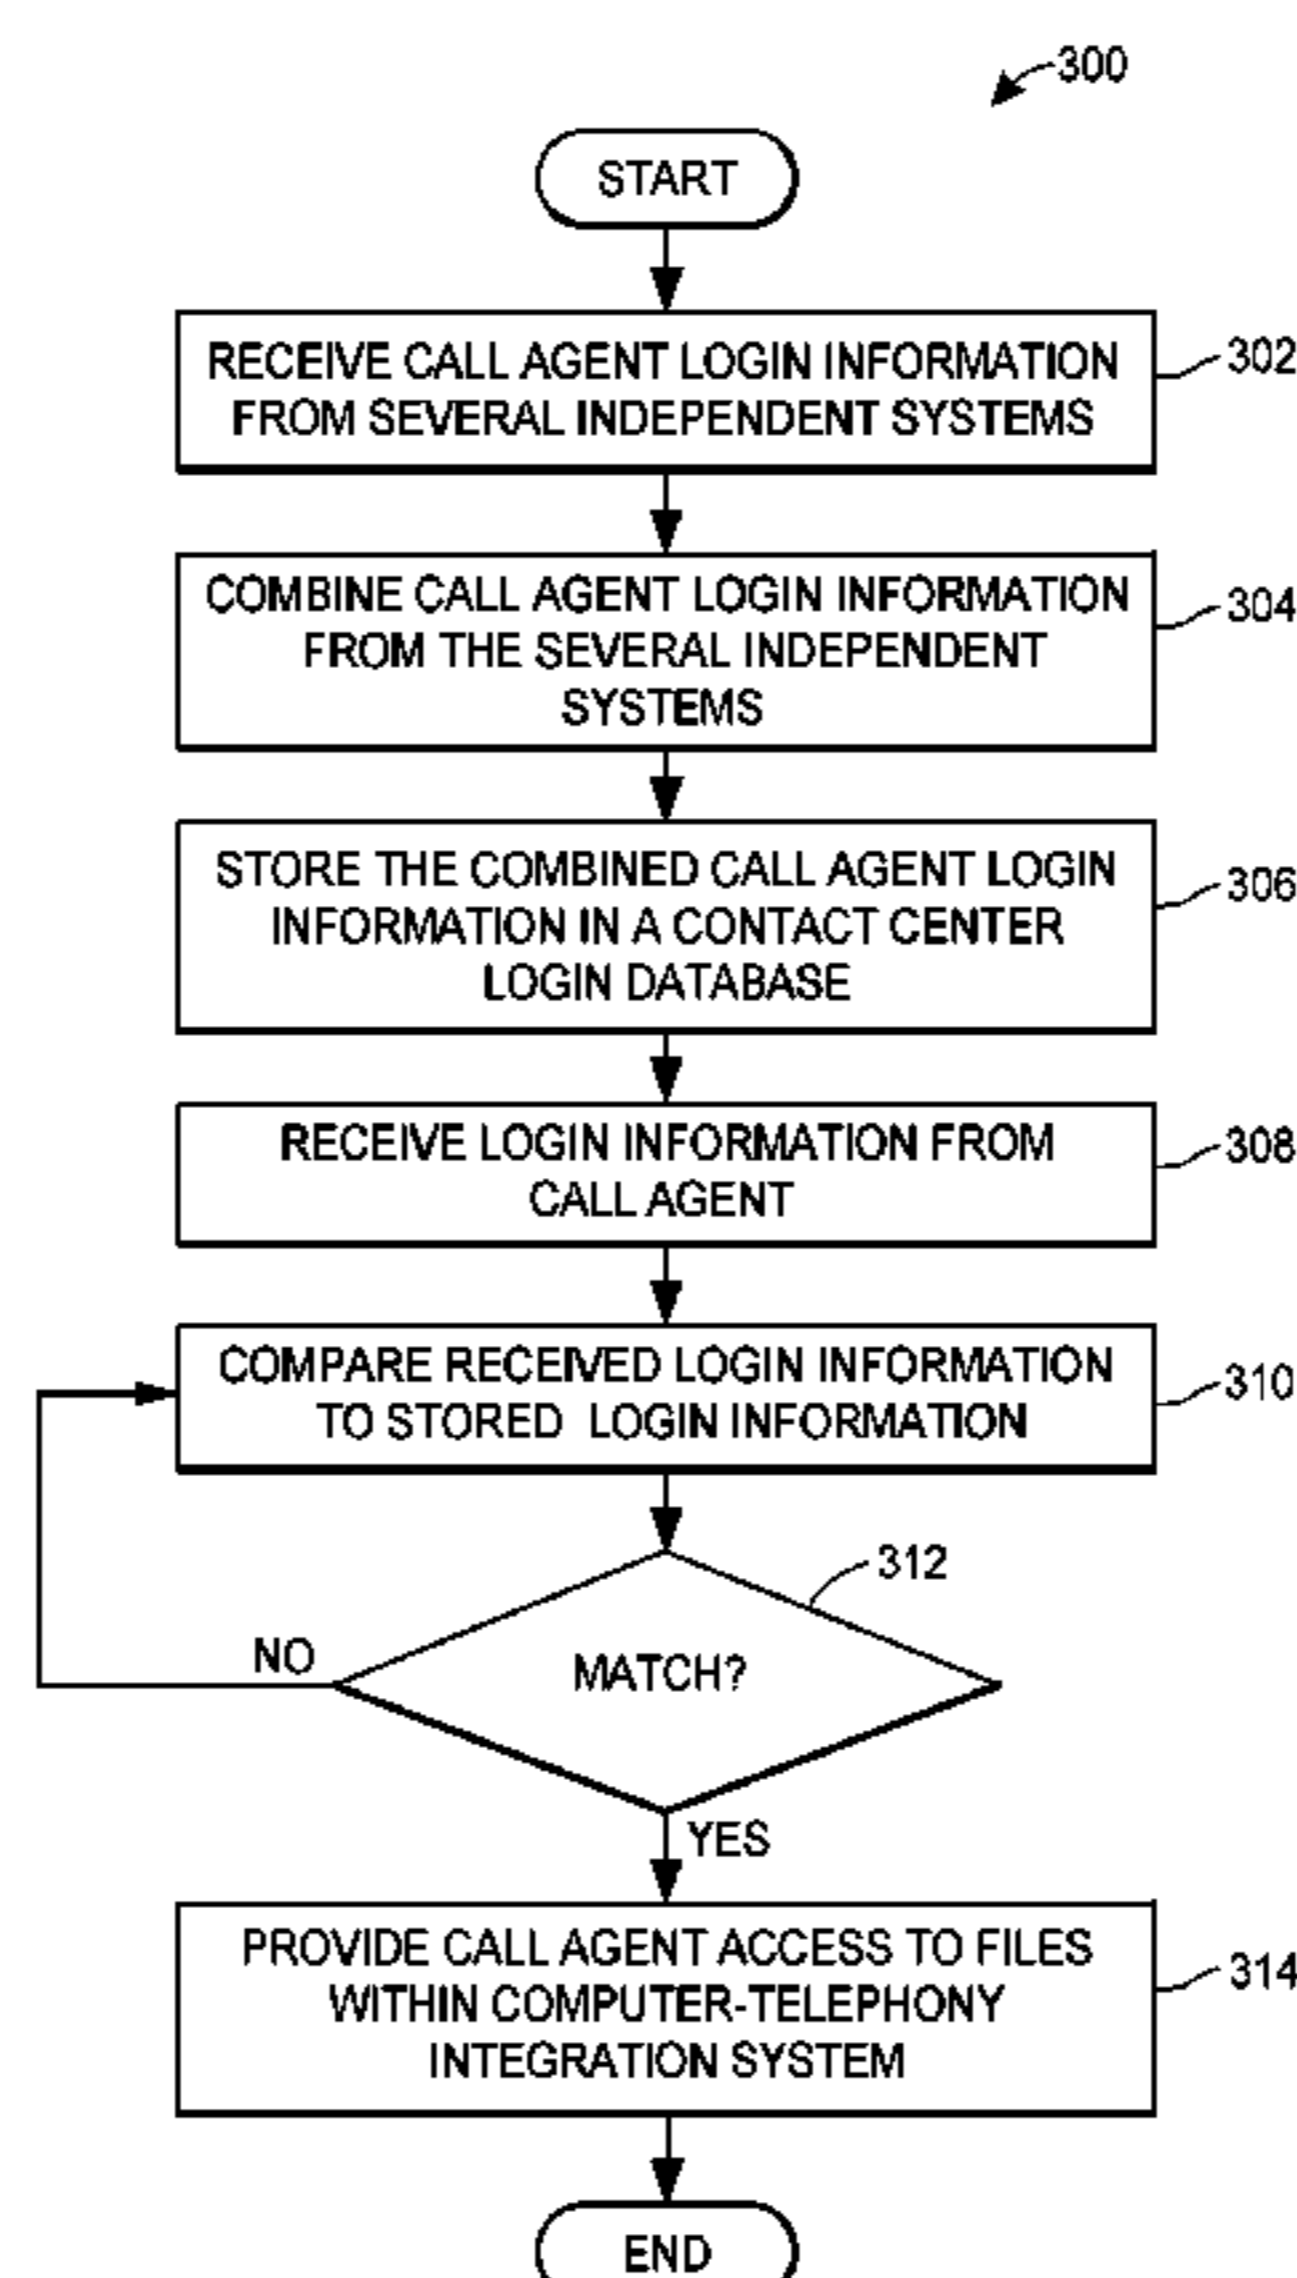 300
START
RECEIVE CALL AGENT LOGIN INFORMATION
FROM SEVERAL INDEPENDENT SYSTEMS
302
COMBINE CALL AGENT LOGIN INFORMATION
FROM THE SEVERAL INDEPENDENT
SYSTEMS
304
STORE THE COMBINED CALL AGENT LOGIN
INFORMATION IN A CONTACT CENTER
LOGIN DATABASE
306
RECEIVE LOGIN INFORMATION FROM
CALL AGENT
308
COMPARE RECEIVED LOGIN INFORMATION
TO STORED LOGIN INFORMATION
310
312
MATCH?
NO
YES
PROVIDE CALL AGENT ACCESS TO FILES
WITHIN COMPUTER-TELEPHONY
INTEGRATION SYSTEM
314
END